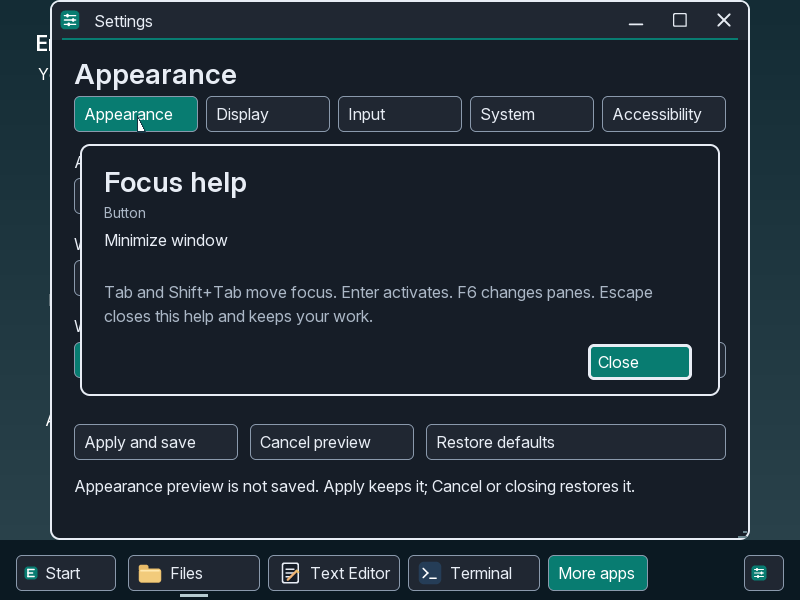 Settings
Appearance
Appearance
Display
Input
System
Accessibility
Focus help
Button
Minimize window
Tab and Shift+Tab move focus. Enter activates. F6 changes panes. Escape
closes this help and keeps your work.
Close
Apply and save
Cancel preview
Restore defaults
Appearance preview is not saved. Apply keeps it; Cancel or closing restores it.
Start
Files
Text Editor
Terminal
More apps